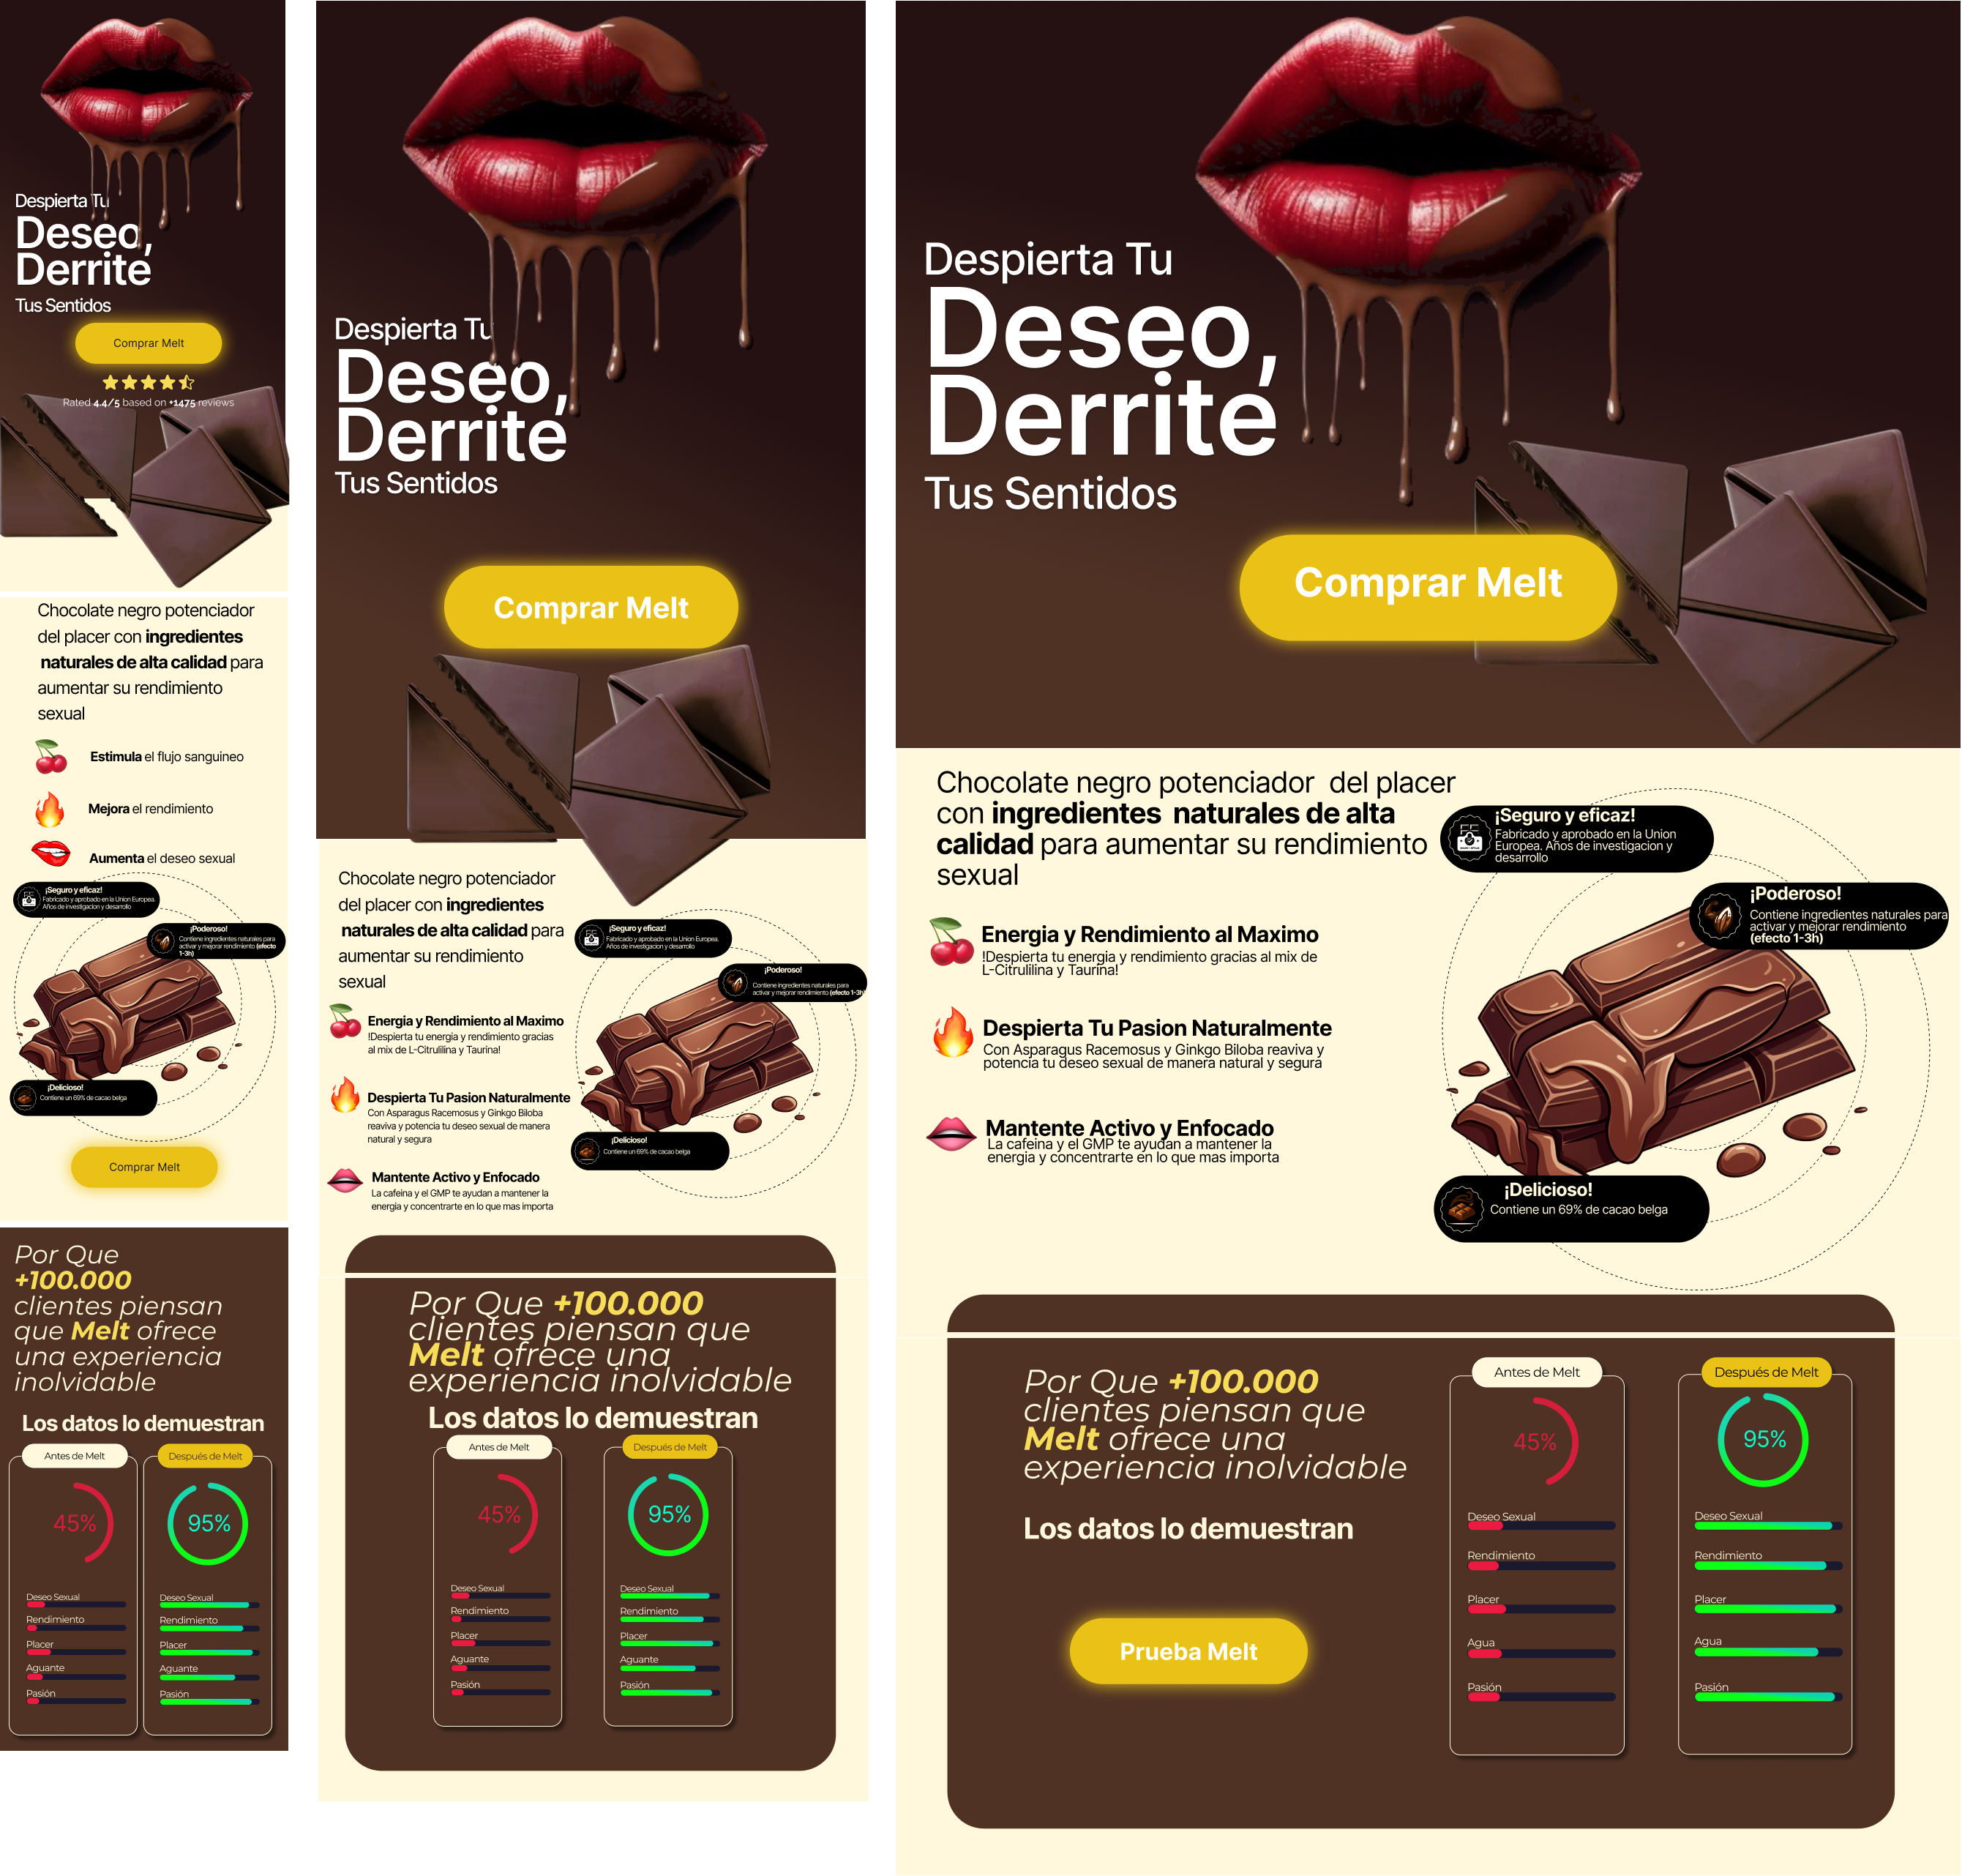 Despierta Tu
Deseo,
Derrite
Tus Sentidos
Comprar Melt
Rated 4.4/5 based on +1475 reviews
Chocolate negro potenciador
del placer con ingredientes
naturales de alta calidad para
aumentar su rendimiento
sexual
Estimula el flujo sanguineo
Mejora el rendimiento
Aumenta el deseo sexual
¡Seguro y eficaz!
Fabricado y aprobado en la Union Europea.
Años de investigacion y desarrollo
¡Poderoso!
Contiene ingredientes naturales para
activar y mejorar rendimiento (efecto
1-3h)
¡Delicioso!
Contiene un 69% de cacao belga
Comprar Melt
Por Que
+100.000
clientes piensan
que Melt ofrece
una experiencia
inolvidable
Los datos lo demuestran
Antes de Melt
45%
Deseo Sexual
Rendimiento
Placer
Aguante
Pasión
Después de Melt
95%
Deseo Sexual
Rendimiento
Placer
Aguante
Pasión
Despierta Tu
Deseo,
Derrite
Tus Sentidos
Comprar Melt
Chocolate negro potenciador
del placer con ingredientes
naturales de alta calidad para
aumentar su rendimiento
sexual
Energia y Rendimiento al Maximo
!Despierta tu energia y rendimiento gracias
al mix de L-Citrulilina y Taurina!
Despierta Tu Pasion Naturalmente
Con Asparagus Racemosus y Ginkgo Biloba
reaviva y potencia tu deseo sexual de manera
natural y segura
Mantente Activo y Enfocado
La cafeina y el GMP te ayudan a mantener la
energia y concentrarte en lo que mas importa
¡Seguro y eficaz!
Fabricado y aprobado en la Union Europea.
Años de investigacion y desarrollo
¡Poderoso!
Contiene ingredientes naturales para
activar y mejorar rendimiento (efecto 1-3h)
¡Delicioso!
Contiene un 69% de cacao belga
Por Que +100.000
clientes piensan que
Melt ofrece una
experiencia inolvidable
Los datos lo demuestran
Antes de Melt
45%
Deseo Sexual
Rendimiento
Placer
Aguante
Pasión
Después de Melt
95%
Deseo Sexual
Rendimiento
Placer
Aguante
Pasión
Despierta Tu
Deseo,
Derrite
Tus Sentidos
Comprar Melt
Chocolate negro potenciador del placer
con ingredientes naturales de alta
calidad para aumentar su rendimiento
sexual
Energia y Rendimiento al Maximo
!Despierta tu energia y rendimiento gracias al mix de
L-Citrulilina y Taurina!
Despierta Tu Pasion Naturalmente
Con Asparagus Racemosus y Ginkgo Biloba reaviva y
potencia tu deseo sexual de manera natural y segura
Mantente Activo y Enfocado
La cafeina y el GMP te ayudan a mantener la
energia y concentrarte en lo que mas importa
¡Seguro y eficaz!
Fabricado y aprobado en la Union
Europea. Años de investigacion y
desarrollo
¡Poderoso!
Contiene ingredientes naturales para
activar y mejorar rendimiento
(efecto 1-3h)
¡Delicioso!
Contiene un 69% de cacao belga
Por Que +100.000
clientes piensan que
Melt ofrece una
experiencia inolvidable
Los datos lo demuestran
Prueba Melt
Antes de Melt
45%
Deseo Sexual
Rendimiento
Placer
Agua
Pasión
Después de Melt
95%
Deseo Sexual
Rendimiento
Placer
Agua
Pasión